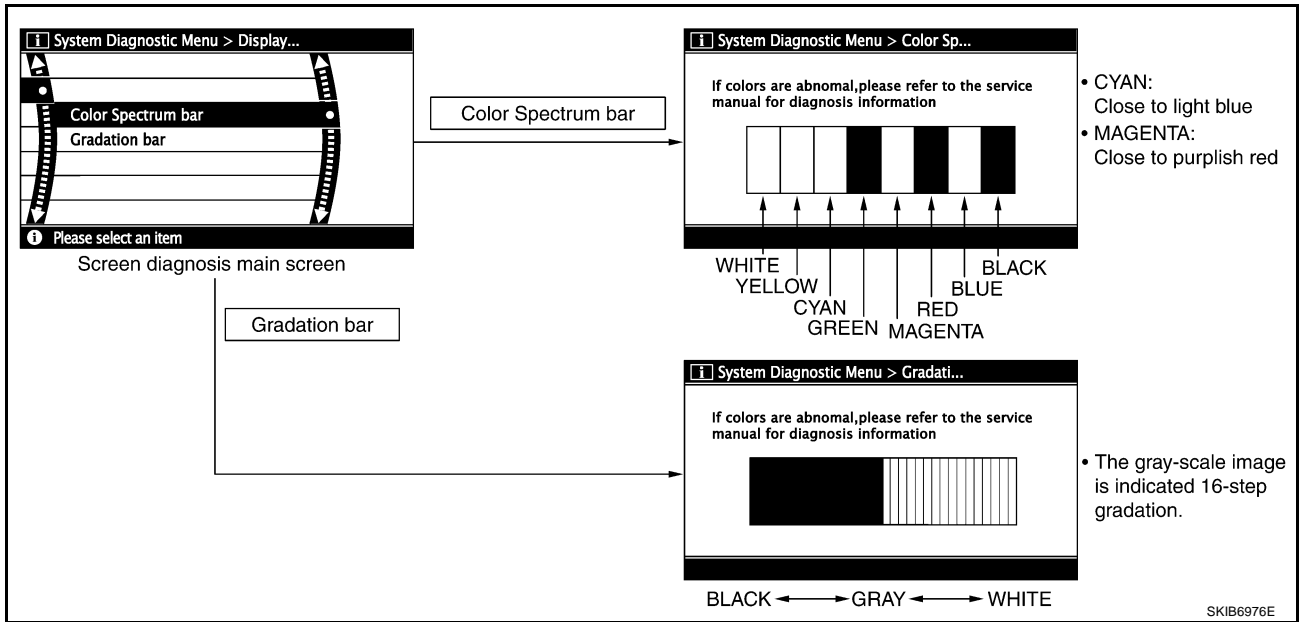 System Diagnostic Menu > Display...
Color Spectrum bar
Gradation bar
Please select an item
Screen diagnosis main screen
Color Spectrum bar
Gradation bar
System Diagnostic Menu > Color Sp...
If colors are abnomal,please refer to the service
manual for diagnosis information
WHITE
YELLOW
CYAN
GREEN
MAGENTA
RED
BLUE
BLACK
• CYAN:
Close to light blue
• MAGENTA:
Close to purplish red
System Diagnostic Menu > Gradati...
If colors are abnomal,please refer to the service
manual for diagnosis information
• The gray-scale image
is indicated 16-step
gradation.
BLACK GRAY WHITE
SKIB6976E